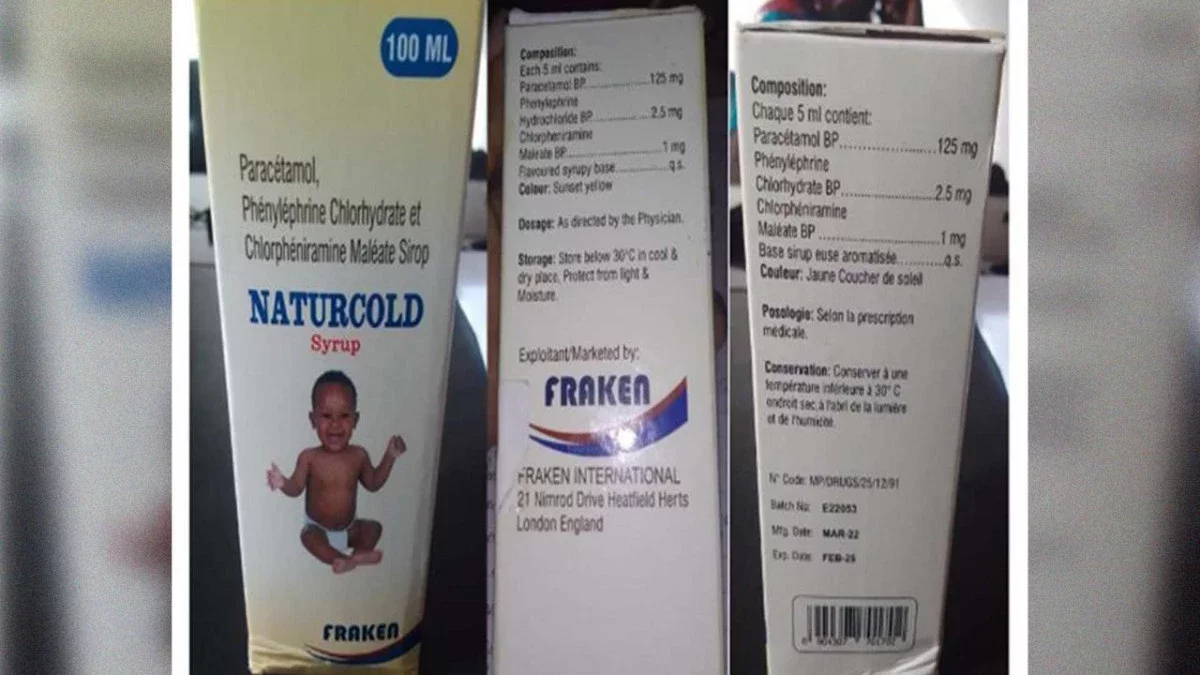 100 ML
Paracétamol,
Phényléphrine Chlorhydrate et
Chlorphéniramine Maléate Sirop
NATURCOLD
Syrup
FRAKEN
Composition:
Each 5 ml contains:
Paracetamol BP..................125 mg
Phenylephrine
Hydrochloride BP...............2.5 mg
Chlorpheniramine
Maleate BP.........................1 mg
Flavoured syrupy base.............q.s.
Colour: Sunset yellow
Dosage: As directed by the Physician.
Storage: Store below 30°C in cool &
dry place. Protect from light &
Moisture.
Exploitant/Marketed by:
FRAKEN
FRAKEN INTERNATIONAL
21 Nimrod Drive Heatfield Herts
London England
Composition:
Chaque 5 ml contient:
Paracétamol BP.....................125 mg
Phényléphrine
Chlorhydrate BP.....................2.5 mg
Chlorphéniramine
Maléate BP .........................1 mg
Base sirup euse aromatisée..........q.s.
Couleur: Jaune Coucher de soleil
Posologie: Selon la prescription
médicale.
Conservation: Conserver à une
température inférieure à 30° C
endroit sec, à l'abri de la lumière
et de l'humidité.
N° Code: MP/DRUGS/25/12/91
Batch No: E22053
Mfg. Date: MAR-22
Exp. Date: FEB-25